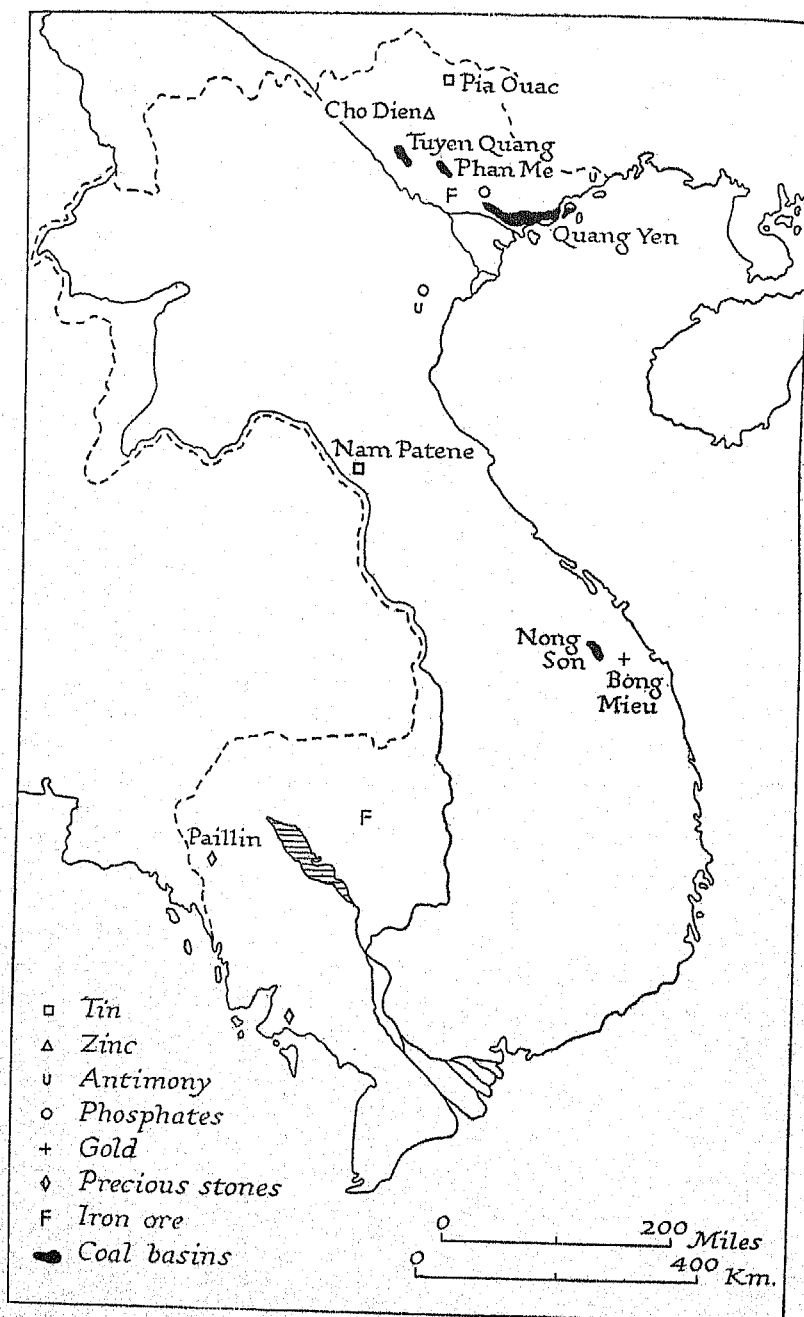 Pia Ouac
Cho Dien
Tuyen Quang
Phan Me
F
U
Quang Yen
U
Nam Patene
Nong
Son
Bong
Mieu
F
Paillin
Tin
Zinc
U Antimony
Phosphates
Gold
Precious stones
F Iron ore
Coal basins
0 200 Miles
0 400 Km.